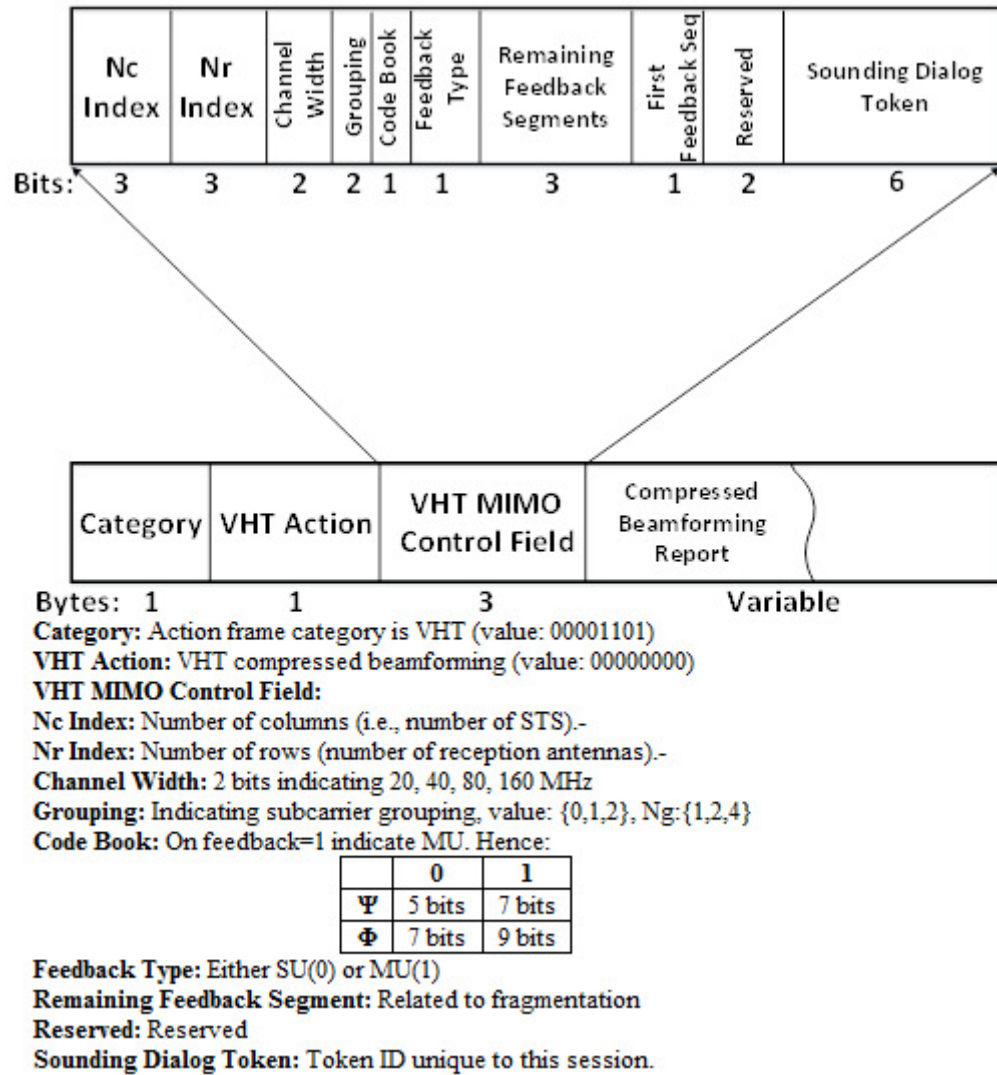 Nc Index
Nr Index
Channel Width
Grouping
Code Book
Feedback Type
Remaining Feedback Segments
First Feedback Seq
Reserved
Sounding Dialog Token
Bits: 3 3 2 2 1 1 3 1 2 6
Category
VHT Action
VHT MIMO Control Field
Compressed Beamforming Report
Bytes: 1 1 3 Variable
Category: Action frame category is VHT (value: 00001101)
VHT Action: VHT compressed beamforming (value: 00000000)
VHT MIMO Control Field:
Nc Index: Number of columns (i.e., number of STS).-
Nr Index: Number of rows (number of reception antennas).-
Channel Width: 2 bits indicating 20, 40, 80, 160 MHz
Grouping: Indicating subcarrier grouping, value: {0,1,2}, Ng:{1,2,4}
Code Book: On feedback=1 indicate MU. Hence:
0 1
Ψ 5 bits 7 bits
Φ 7 bits 9 bits
Feedback Type: Either SU(0) or MU(1)
Remaining Feedback Segment: Related to fragmentation
Reserved: Reserved
Sounding Dialog Token: Token ID unique to this session.